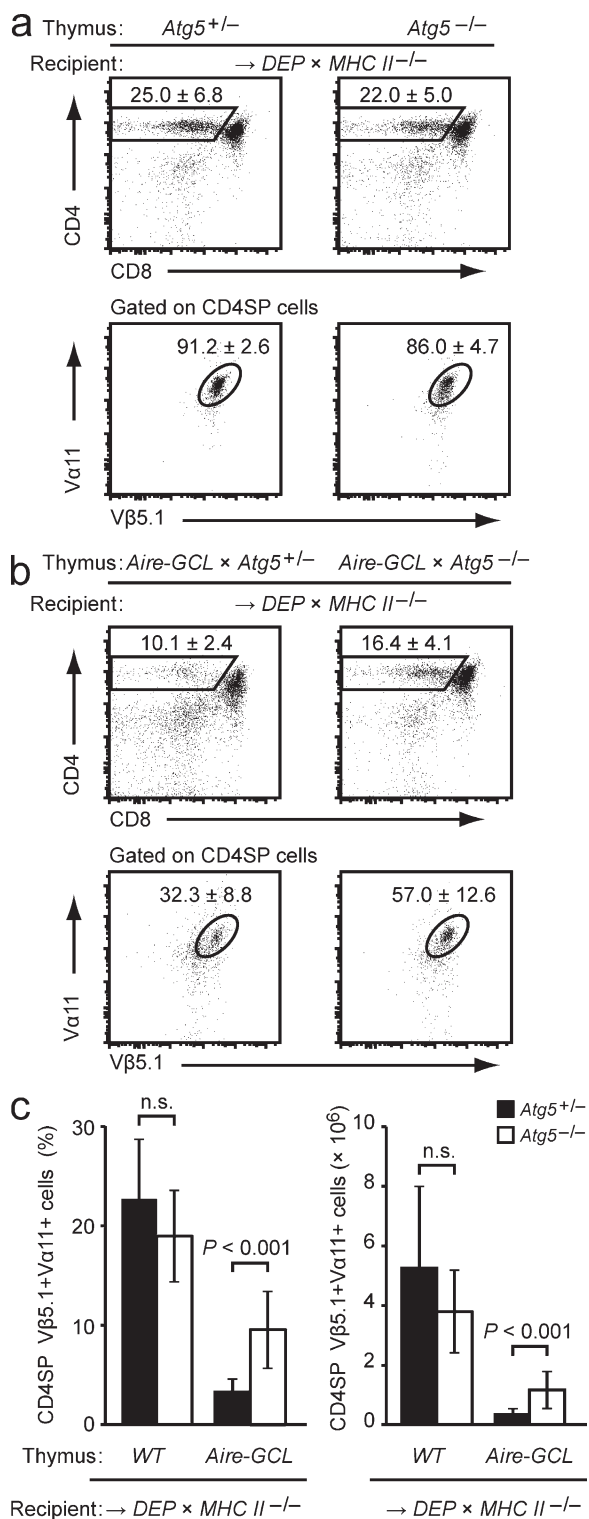 a Thymus: Atg5+/– Atg5–/–
Recipient: → DEP × MHC II–/–
25.0 ± 6.8 22.0 ± 5.0
CD4
CD8
Gated on CD4SP cells
91.2 ± 2.6 86.0 ± 4.7
Vα11
Vβ5.1
b Thymus: Aire-GCL × Atg5+/– Aire-GCL × Atg5–/–
Recipient: → DEP × MHC II–/–
10.1 ± 2.4 16.4 ± 4.1
CD4
CD8
Gated on CD4SP cells
32.3 ± 8.8 57.0 ± 12.6
Vα11
Vβ5.1
c
CD4SP Vβ5.1+Vα11+ cells (%)
30
20
10
0
n.s.
P < 0.001
CD4SP Vβ5.1+Vα11+ cells (× 10⁶)
10
8
6
4
2
0
n.s.
P < 0.001
Atg5+/–
Atg5–/–
Thymus: WT Aire-GCL WT Aire-GCL
Recipient: → DEP × MHC II–/– → DEP × MHC II–/–